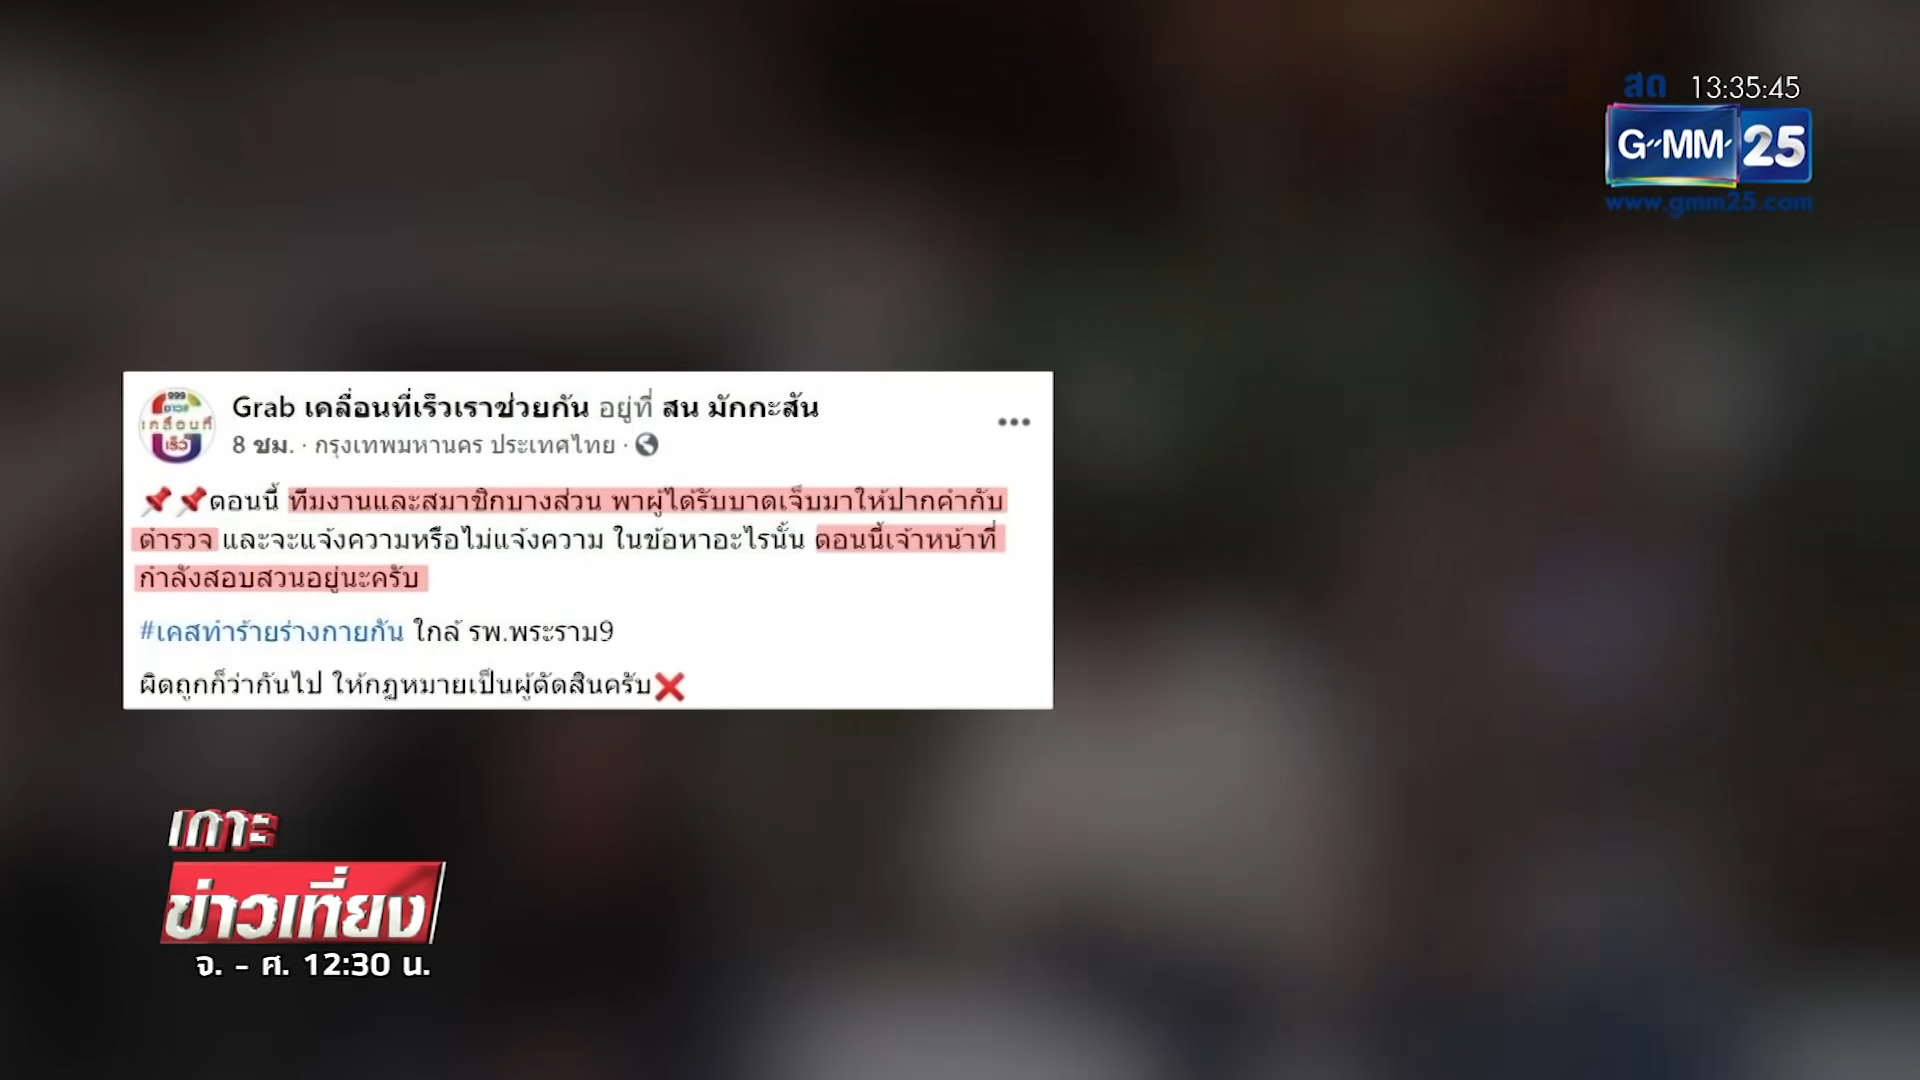 สด 13:35:45
GMM 25
www.gmm25.com
Grab เคลื่อนที่เร็วเราช่วยกัน อยู่ที่ สน มักกะสัน
8 ชม. · กรุงเทพมหานคร ประเทศไทย ·
📌📌ตอนนี้ ทีมงานและสมาชิกบางส่วน พาผู้ได้รับบาดเจ็บมาให้ปากคำกับ
ตำรวจ และจะแจ้งความหรือไม่แจ้งความ ในข้อหาอะไรนั้น ตอนนี้เจ้าหน้าที่
กำลังสอบสวนอยู่นะครับ
#เคสทำร้ายร่างกายกัน ใกล้ รพ.พระราม9
ผิดถูกก็ว่ากันไป ให้กฎหมายเป็นผู้ตัดสินครับ❌
999
เคลื่อนที่
เร็ว
เกาะ
ข่าวเที่ยง
จ. - ศ. 12:30 น.